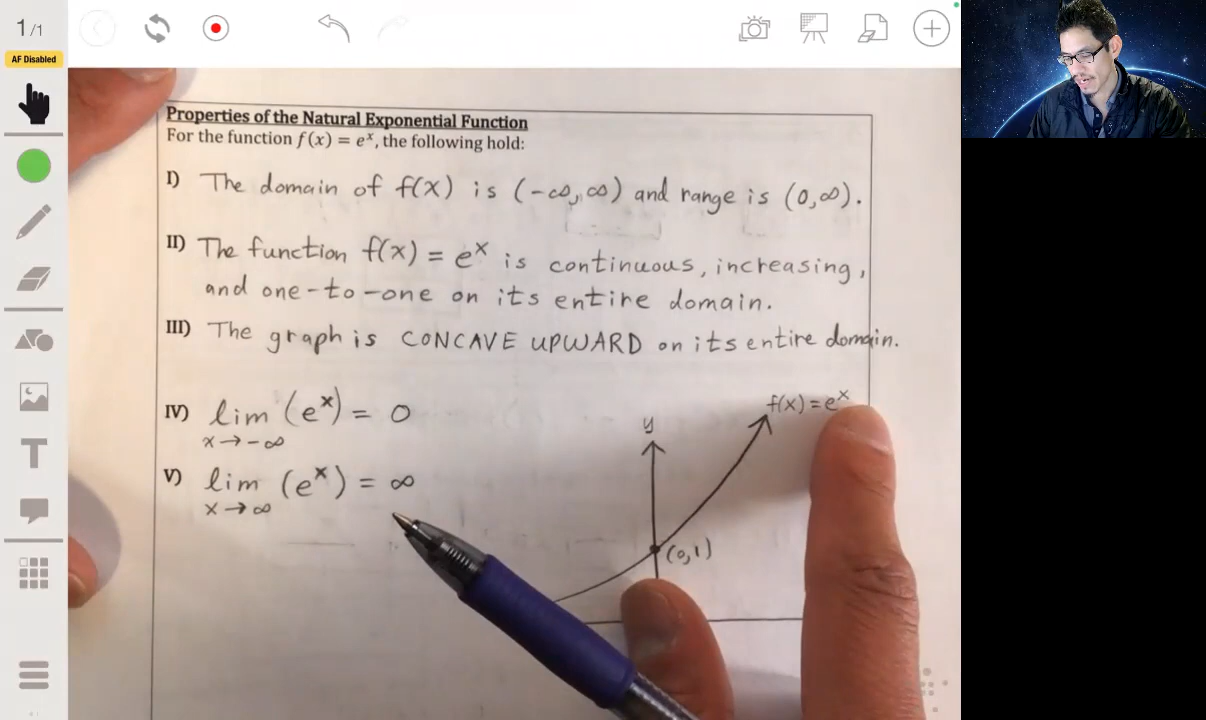 1/1
AF Disabled
Properties of the Natural Exponential Function
For the function f(x) = eˣ, the following hold:
I) The domain of f(x) is (-∞,∞) and range is (0,∞).
II) The function f(x) = eˣ is continuous, increasing,
and one-to-one on its entire domain.
III) The graph is CONCAVE UPWARD on its entire domain.
IV) lim (eˣ) = 0
x → -∞
V) lim (eˣ) = ∞
x → ∞
f(x) = eˣ
y
(0,1)
T